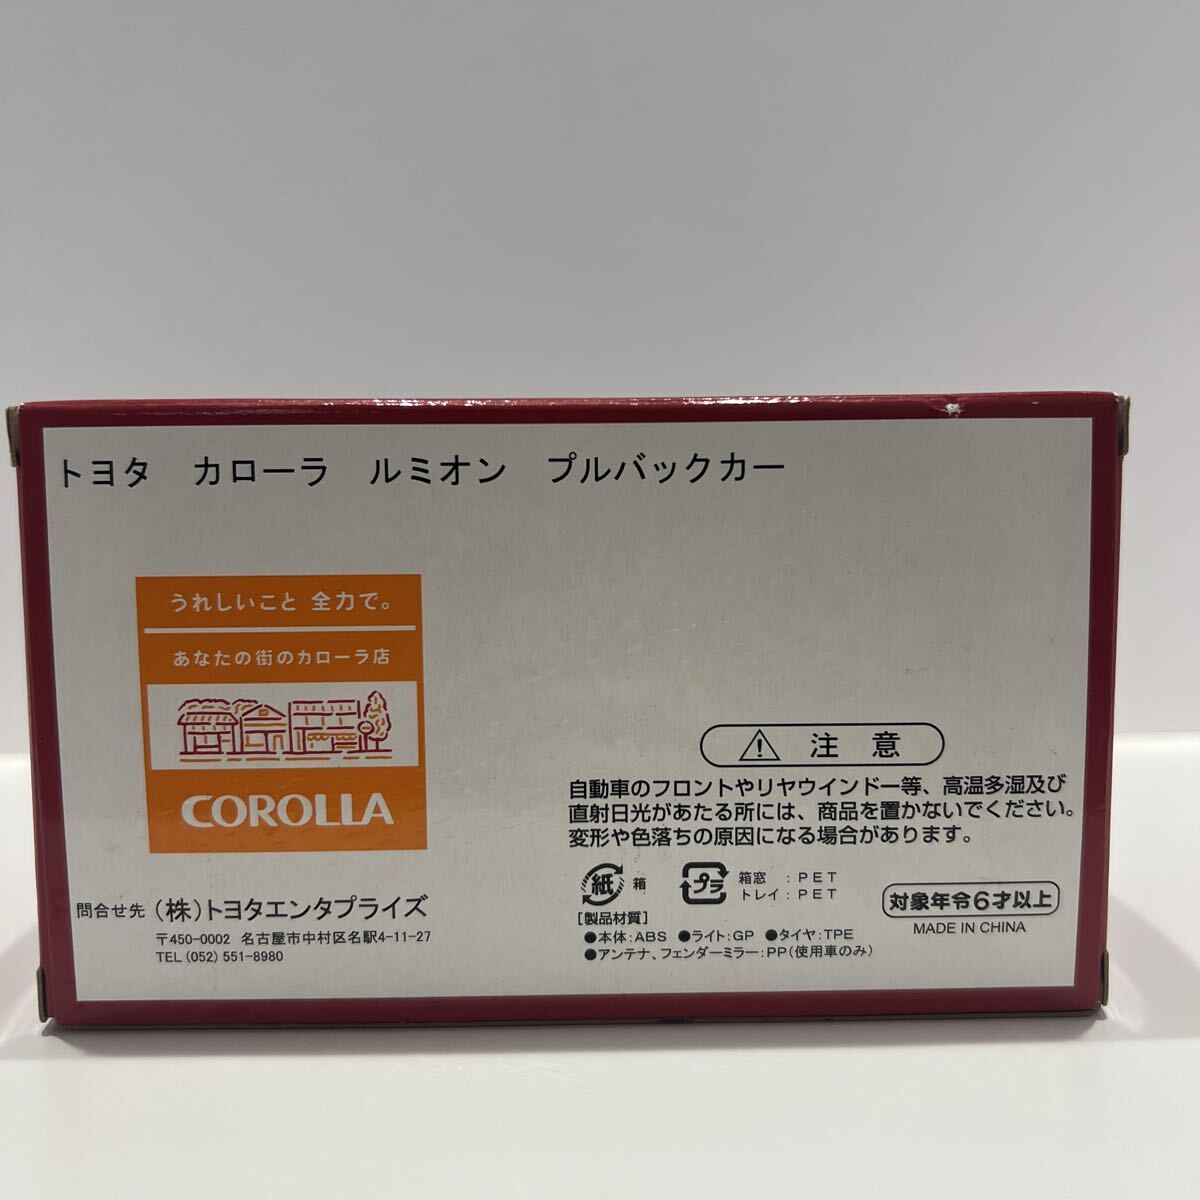 トヨタ　カローラ　ルミオン　プルバックカー
うれしいこと 全力で。
あなたの街のカローラ店
COROLLA
問合せ先 (株)トヨタエンタプライズ
〒450-0002 名古屋市中村区名駅4-11-27
TEL (052) 551-8980
注 意
自動車のフロントやリヤウインドー等、高温多湿及び
直射日光があたる所には、商品を置かないでください。
変形や色落ちの原因になる場合があります。
紙 箱
プラ 箱窓 : PET
トレイ : PET
[製品材質]
●本体:ABS ●ライト:GP ●タイヤ:TPE
●アンテナ、フェンダーミラー:PP(使用車のみ)
対象年令6才以上
MADE IN CHINA